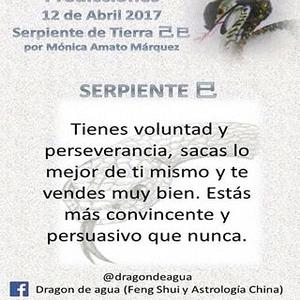 Predicciones
12 de Abril 2017
Serpiente de Tierra 己巳
por Mónica Amato Márquez
SERPIENTE 巳
Tienes voluntad y
perseverancia, sacas lo
mejor de ti mismo y te
vendes muy bien. Estás
más convincente y
persuasivo que nunca.
@dragondeagua
Dragon de agua (Feng Shui y Astrología China)